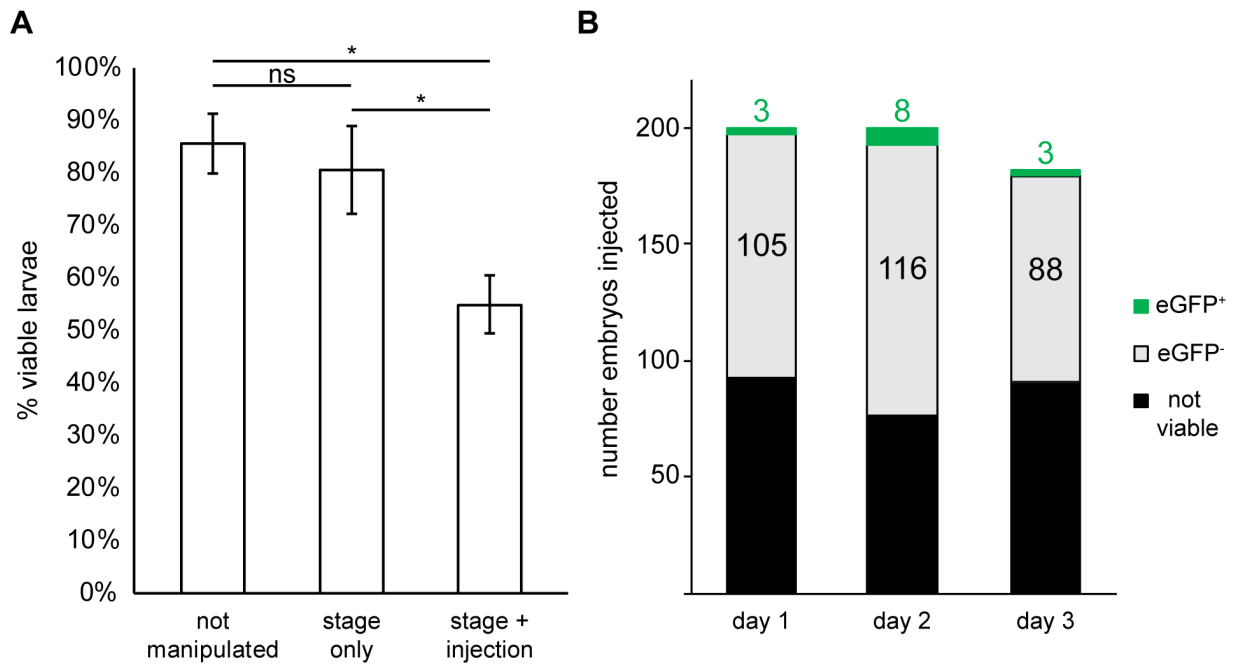 A
*
ns
*
100%
90%
80%
70%
60%
50%
40%
30%
20%
10%
0%
% viable larvae
not
manipulated
stage
only
stage +
injection
B
number embryos injected
200
150
100
50
3
8
3
105
116
88
day 1
day 2
day 3
eGFP⁺
eGFP⁻
not
viable